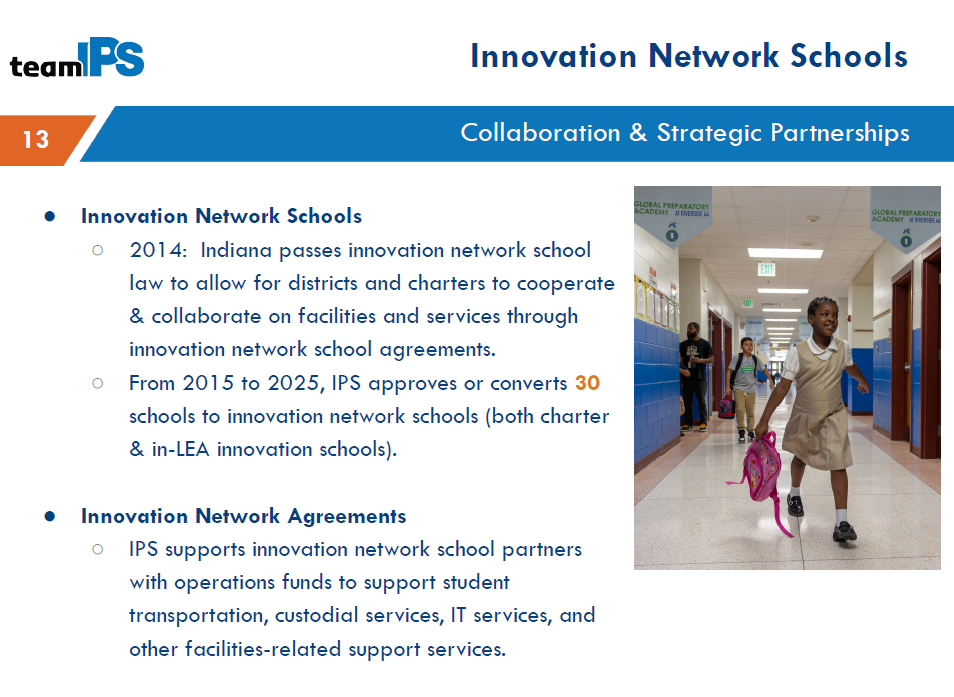 teamIPS
Innovation Network Schools
13
Collaboration & Strategic Partnerships
● Innovation Network Schools
○ 2014:  Indiana passes innovation network school
law to allow for districts and charters to cooperate
& collaborate on facilities and services through
innovation network school agreements.
○ From 2015 to 2025, IPS approves or converts 30
schools to innovation network schools (both charter
& in-LEA innovation schools).
● Innovation Network Agreements
○ IPS supports innovation network school partners
with operations funds to support student
transportation, custodial services, IT services, and
other facilities-related support services.
GLOBAL PREPARATORY
ACADEMY AT RIVERSIDE 44
GLOBAL PREPARATORY
ACADEMY AT RIVERSIDE 44
EXIT
EXIT